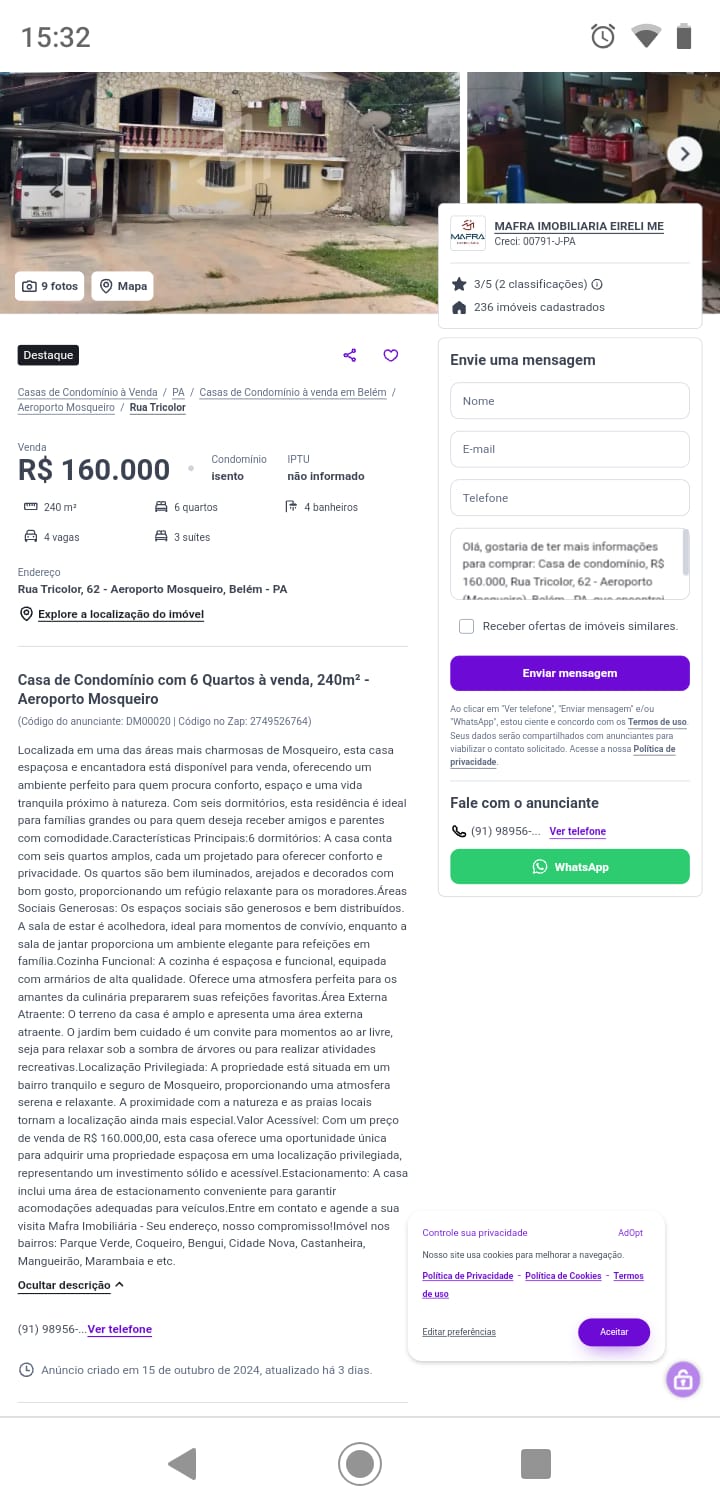 15:32
9 fotos
Mapa
MAFRA
MAFRA IMOBILIARIA EIRELI ME
Creci: 00791-J-PA
3/5 (2 classificações)
236 imóveis cadastrados
Destaque
Casas de Condomínio à Venda / PA / Casas de Condomínio à venda em Belém /
Aeroporto Mosqueiro / Rua Tricolor
Venda
R$ 160.000
Condomínio
isento
IPTU
não informado
240 m²
6 quartos
4 banheiros
4 vagas
3 suítes
Endereço
Rua Tricolor, 62 - Aeroporto Mosqueiro, Belém - PA
Explore a localização do imóvel
Casa de Condomínio com 6 Quartos à venda, 240m² -
Aeroporto Mosqueiro
(Código do anunciante: DM00020 | Código no Zap: 2749526764)
Localizada em uma das áreas mais charmosas de Mosqueiro, esta casa
espaçosa e encantadora está disponível para venda, oferecendo um
ambiente perfeito para quem procura conforto, espaço e uma vida
tranquila próximo à natureza. Com seis dormitórios, esta residência é ideal
para famílias grandes ou para quem deseja receber amigos e parentes
com comodidade.Características Principais:6 dormitórios: A casa conta
com seis quartos amplos, cada um projetado para oferecer conforto e
privacidade. Os quartos são bem iluminados, arejados e decorados com
bom gosto, proporcionando um refúgio relaxante para os moradores.Áreas
Sociais Generosas: Os espaços sociais são generosos e bem distribuídos.
A sala de estar é acolhedora, ideal para momentos de convívio, enquanto a
sala de jantar proporciona um ambiente elegante para refeições em
família.Cozinha Funcional: A cozinha é espaçosa e funcional, equipada
com armários de alta qualidade. Oferece uma atmosfera perfeita para os
amantes da culinária prepararem suas refeições favoritas.Área Externa
Atraente: O terreno da casa é amplo e apresenta uma área externa
atraente. O jardim bem cuidado é um convite para momentos ao ar livre,
seja para relaxar sob a sombra de árvores ou para realizar atividades
recreativas.Localização Privilegiada: A propriedade está situada em um
bairro tranquilo e seguro de Mosqueiro, proporcionando uma atmosfera
serena e relaxante. A proximidade com a natureza e as praias locais
tornam a localização ainda mais especial.Valor Acessível: Com um preço
de venda de R$ 160.000,00, esta casa oferece uma oportunidade única
para adquirir uma propriedade espaçosa em uma localização privilegiada,
representando um investimento sólido e acessível.Estacionamento: A casa
inclui uma área de estacionamento conveniente para garantir
acomodações adequadas para veículos.Entre em contato e agende a sua
visita Mafra Imobiliária - Seu endereço, nosso compromisso!Imóvel nos
bairros: Parque Verde, Coqueiro, Bengui, Cidade Nova, Castanheira,
Mangueirão, Marambaia e etc.
Ocultar descrição
(91) 98956-...Ver telefone
Anúncio criado em 15 de outubro de 2024, atualizado há 3 dias.
Envie uma mensagem
Nome
E-mail
Telefone
Olá, gostaria de ter mais informações
para comprar: Casa de condomínio, R$
160.000, Rua Tricolor, 62 - Aeroporto
(Mosqueiro), Belém - PA, que encontrei
Receber ofertas de imóveis similares.
Enviar mensagem
Ao clicar em "Ver telefone", "Enviar mensagem" e/ou
"WhatsApp", estou ciente e concordo com os Termos de uso.
Seus dados serão compartilhados com anunciantes para
viabilizar o contato solicitado. Acesse a nossa Política de
privacidade.
Fale com o anunciante
(91) 98956-... Ver telefone
WhatsApp
Controle sua privacidade
AdOpt
Nosso site usa cookies para melhorar a navegação.
Política de Privacidade - Política de Cookies - Termos
de uso
Editar preferências
Aceitar